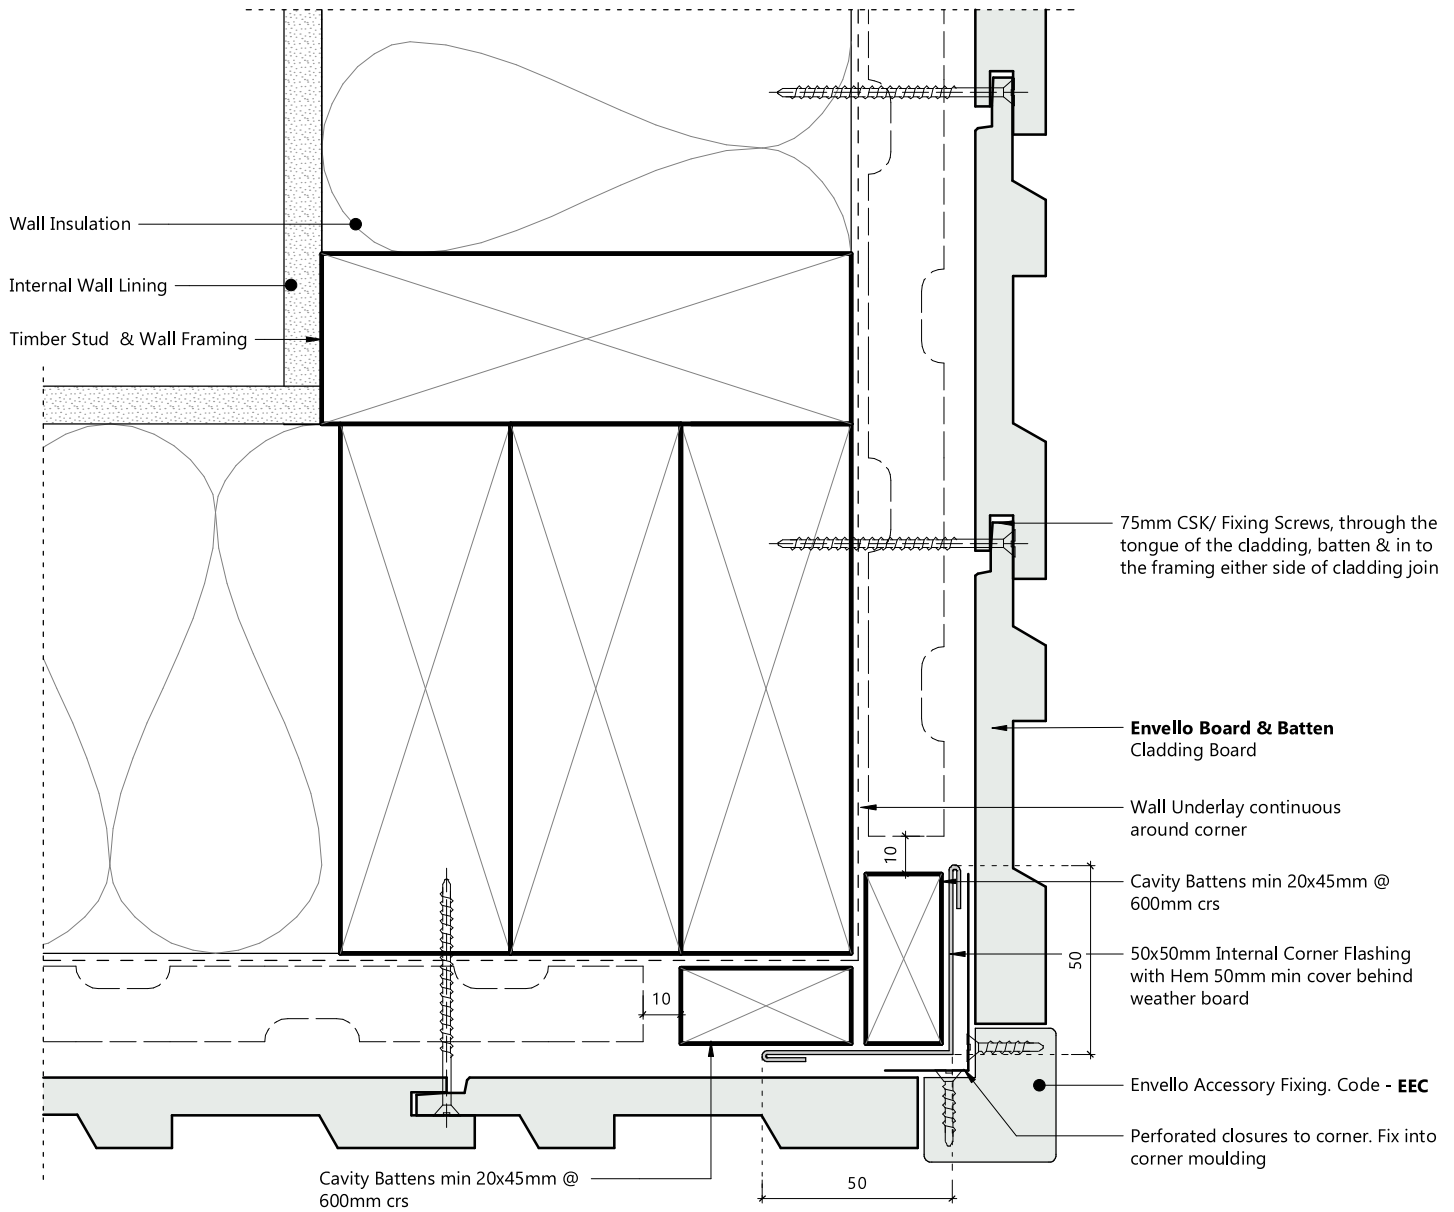 Wall Insulation
Internal Wall Lining
Timber Stud & Wall Framing
75mm CSK/ Fixing Screws, through the
tongue of the cladding, batten & in to
the framing either side of cladding join
Envello Board & Batten
Cladding Board
Wall Underlay continuous
around corner
10
Cavity Battens min 20x45mm @
600mm crs
50x50mm Internal Corner Flashing
with Hem 50mm min cover behind
weather board
50
10
Envello Accessory Fixing. Code - EEC
Perforated closures to corner. Fix into
corner moulding
Cavity Battens min 20x45mm @
600mm crs
50